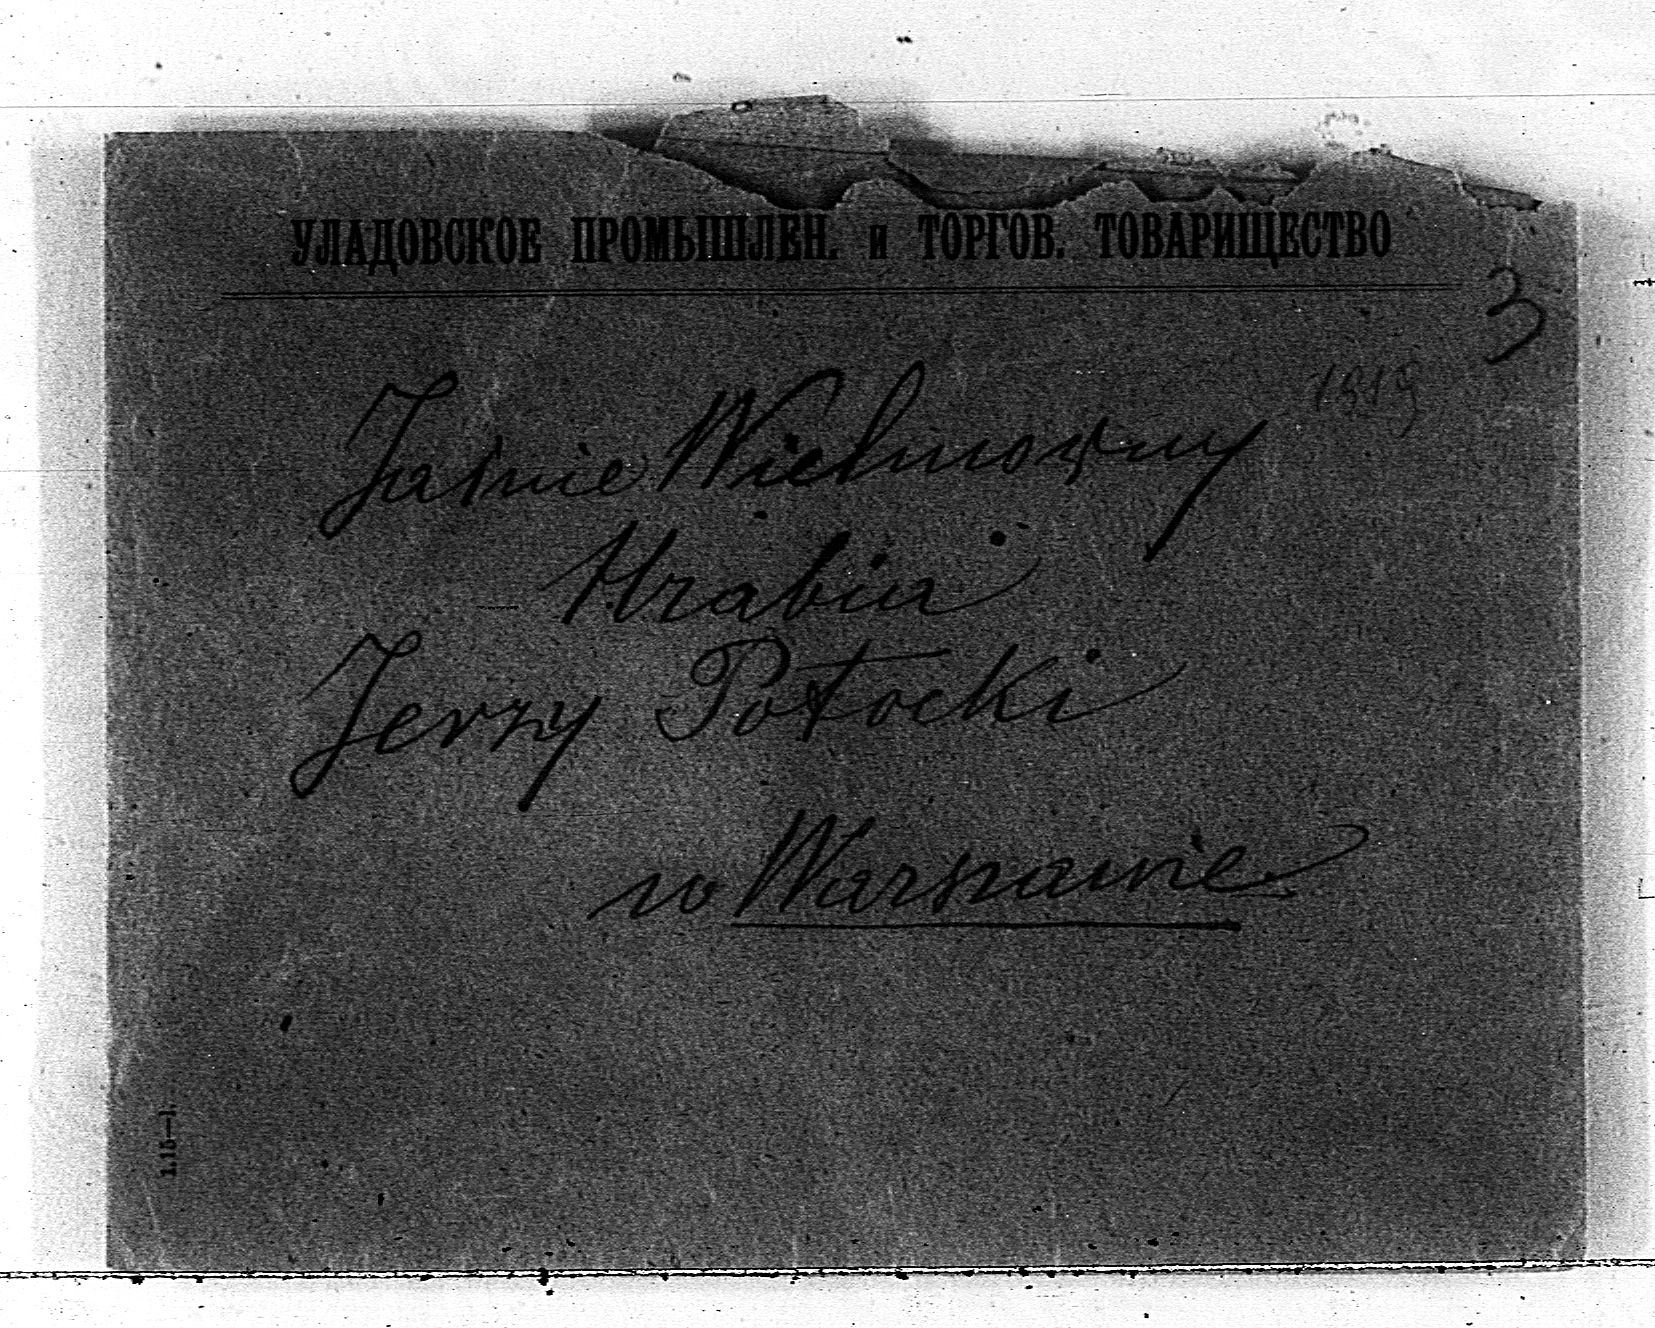 УЛАДОВСКОЕ ПРОМЫШЛЕН. и ТОРГОВ. ТОВАРИЩЕСТВО
3
1919
Jaśnie Wielmożny
Hrabia
Jerzy Potocki
w Warszawie
1.15—1.